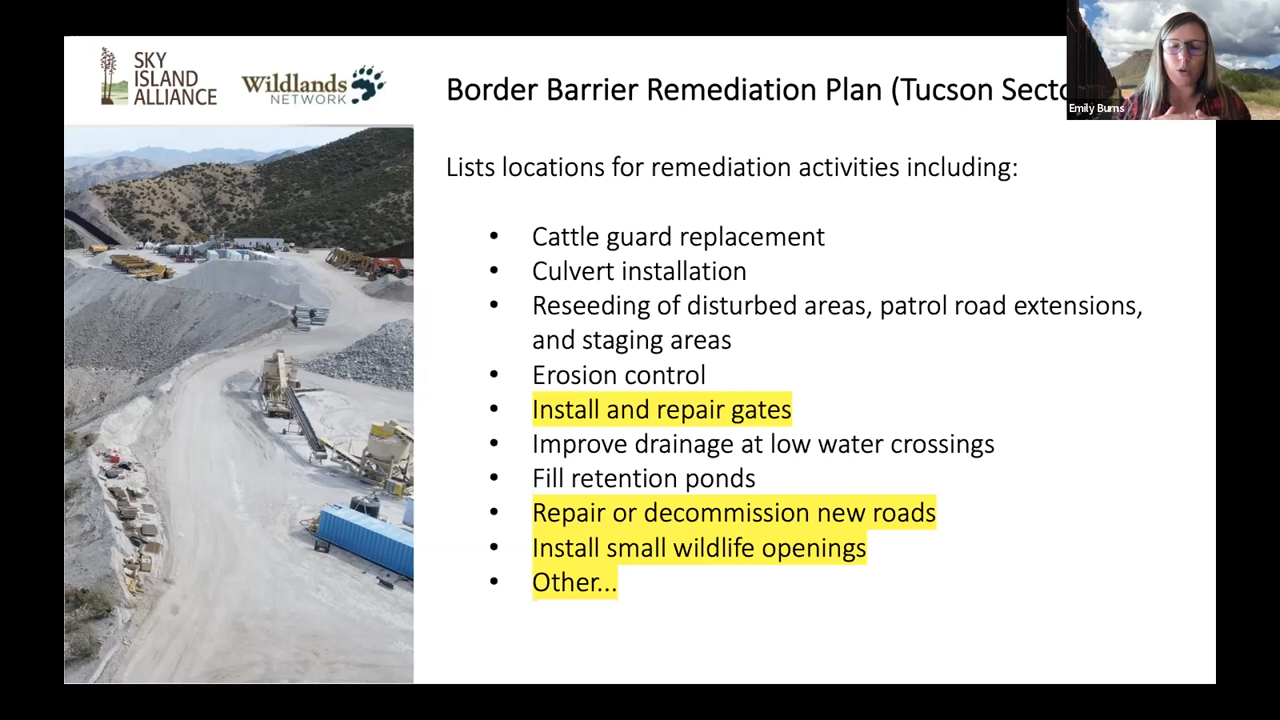 SKY
ISLAND
ALLIANCE
Wildlands
NETWORK
Border Barrier Remediation Plan (Tucson Secto
Emily Burns
Lists locations for remediation activities including:
• Cattle guard replacement
• Culvert installation
• Reseeding of disturbed areas, patrol road extensions,
and staging areas
• Erosion control
• Install and repair gates
• Improve drainage at low water crossings
• Fill retention ponds
• Repair or decommission new roads
• Install small wildlife openings
• Other...